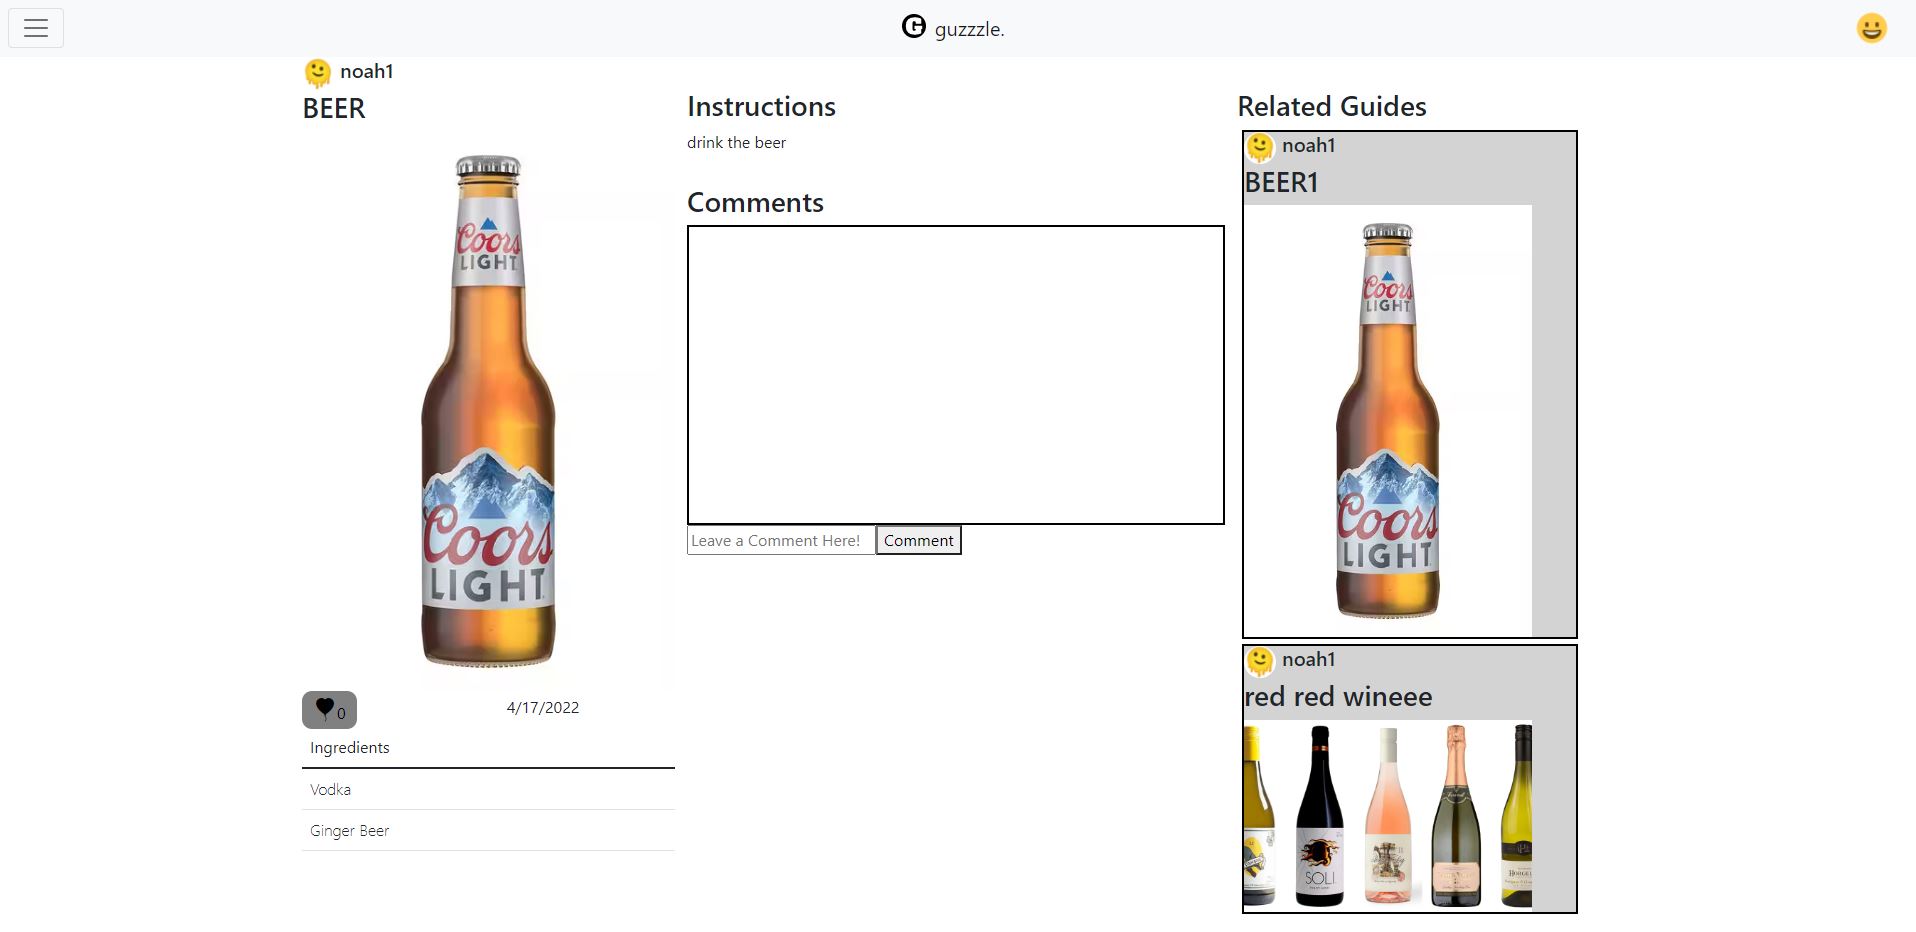 G guzzzle.
noah1
BEER
Coors
LIGHT
Coors
LIGHT
0
4/17/2022
Ingredients
Vodka
Ginger Beer
Instructions
drink the beer
Comments
Leave a Comment Here!
Comment
Related Guides
noah1
BEER1
Coors
LIGHT
Coors
LIGHT
noah1
red red wineee
SOLI